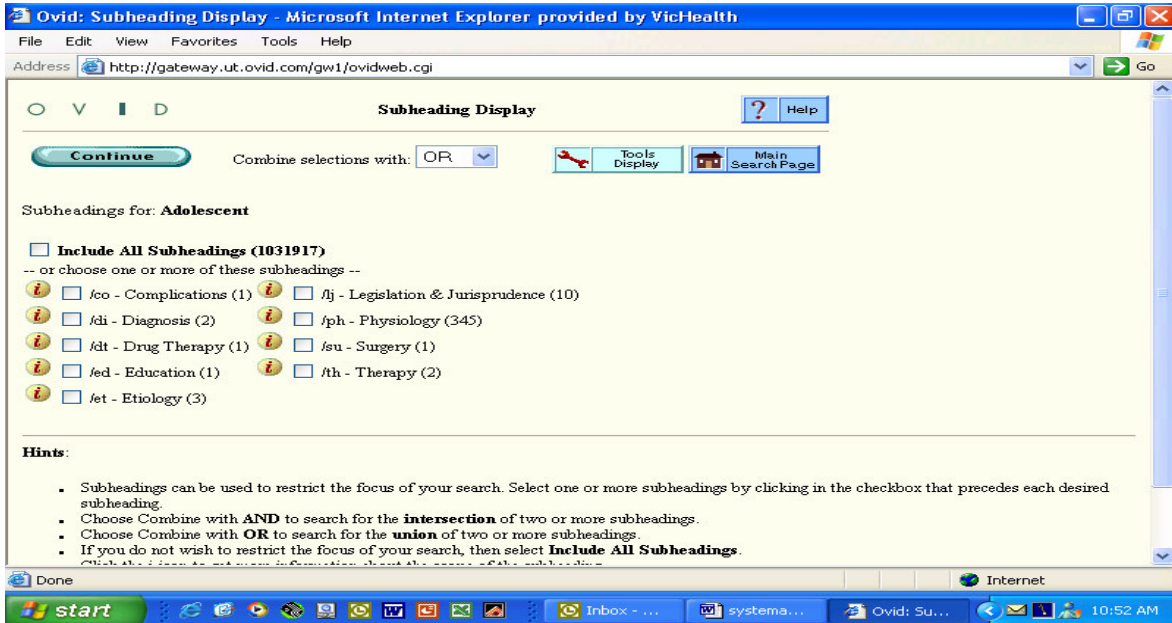 Ovid: Subheading Display - Microsoft Internet Explorer provided by VicHealth
File Edit View Favorites Tools Help
Address http://gateway.ut.ovid.com/gw1/ovidweb.cgi Go
O V I D Subheading Display ? Help
Continue Combine selections with: OR Tools Display Main Search Page
Subheadings for: Adolescent
Include All Subheadings (1031917)
-- or choose one or more of these subheadings --
i /co - Complications (1) i /lj - Legislation & Jurisprudence (10)
i /di - Diagnosis (2) i /ph - Physiology (345)
i /dt - Drug Therapy (1) i /su - Surgery (1)
i /ed - Education (1) i /th - Therapy (2)
i /et - Etiology (3)
Hints:
Subheadings can be used to restrict the focus of your search. Select one or more subheadings by clicking in the checkbox that precedes each desired
subheading.
Choose Combine with AND to search for the intersection of two or more subheadings.
Choose Combine with OR to search for the union of two or more subheadings.
If you do not wish to restrict the focus of your search, then select Include All Subheadings.
Done Internet
start Inbox - ... systema... Ovid: Su... 10:52 AM